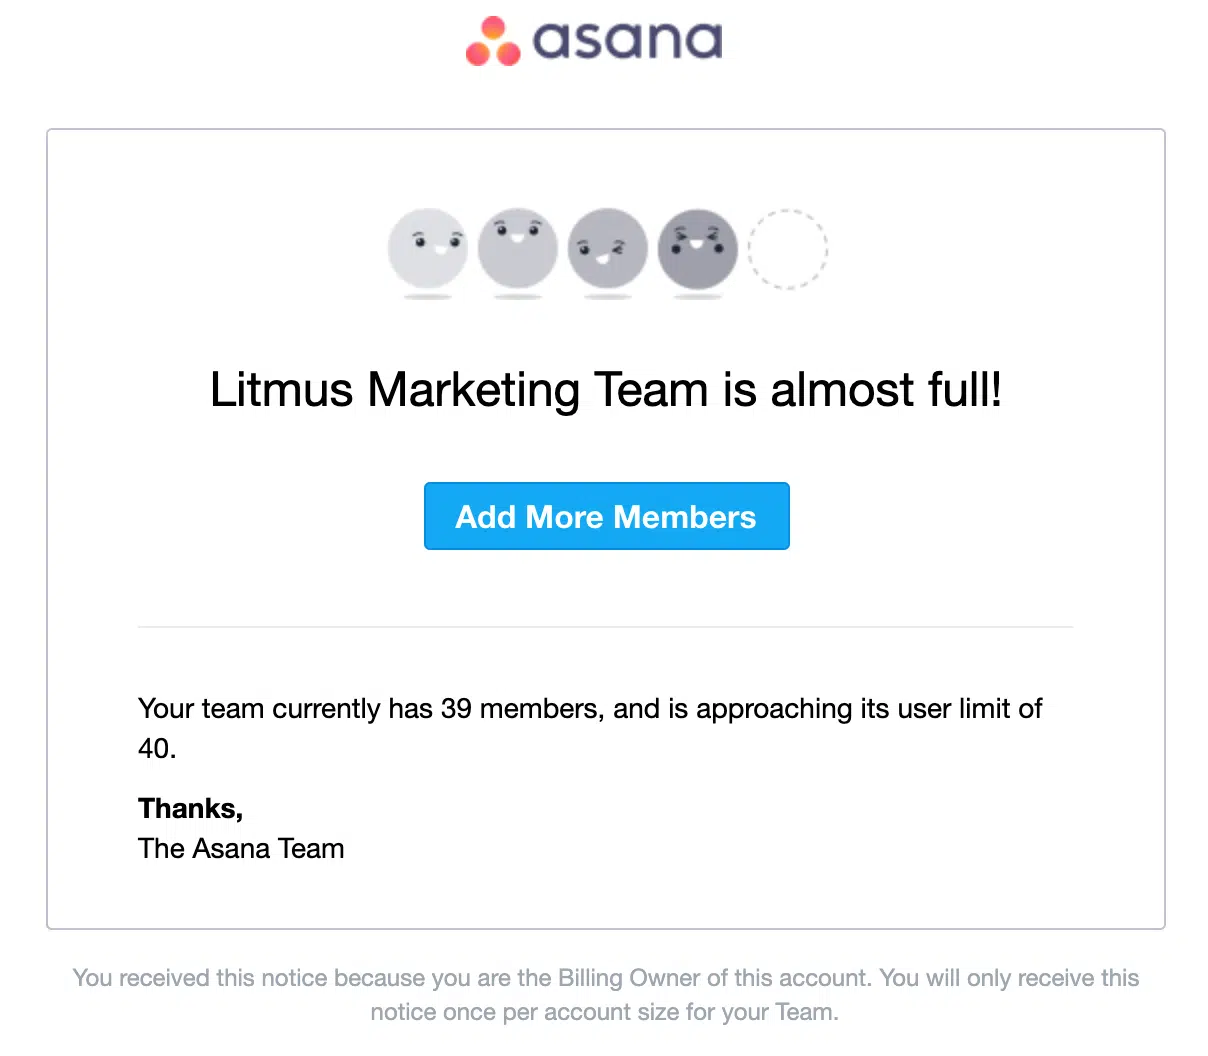 asana
Litmus Marketing Team is almost full!
Add More Members
Your team currently has 39 members, and is approaching its user limit of
40.
Thanks,
The Asana Team
You received this notice because you are the Billing Owner of this account. You will only receive this
notice once per account size for your Team.